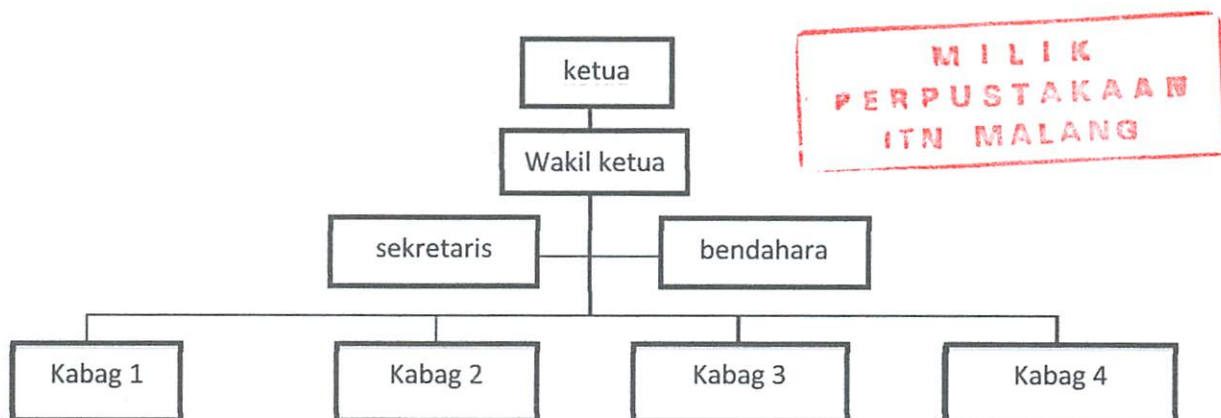 ketua
MILIK
PERPUSTAKAAN
ITN MALANG
Wakil ketua
sekretaris
bendahara
Kabag 1
Kabag 2
Kabag 3
Kabag 4